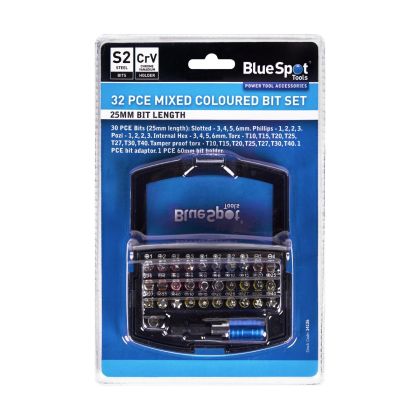 S2
STEEL
BITS
CrV
CHROME
VANADIUM
HOLDER
BlueSpot
Tools
POWER TOOL ACCESSORIES
32 PCE MIXED COLOURED BIT SET
25MM BIT LENGTH
30 PCE Bits (25mm length): Slotted - 3, 4, 5, 6mm. Phillips - 1, 2, 2, 3.
Pozi - 1, 2, 2, 3. Internal Hex - 3, 4, 5, 6mm. Torx - T10, T15, T20, T25,
T27, T30, T40. Tamper proof torx - T10, T15, T20, T25, T27, T30, T40. 1
PCE bit adaptor. 1 PCE 60mm bit holder.
BlueSpot
Tools